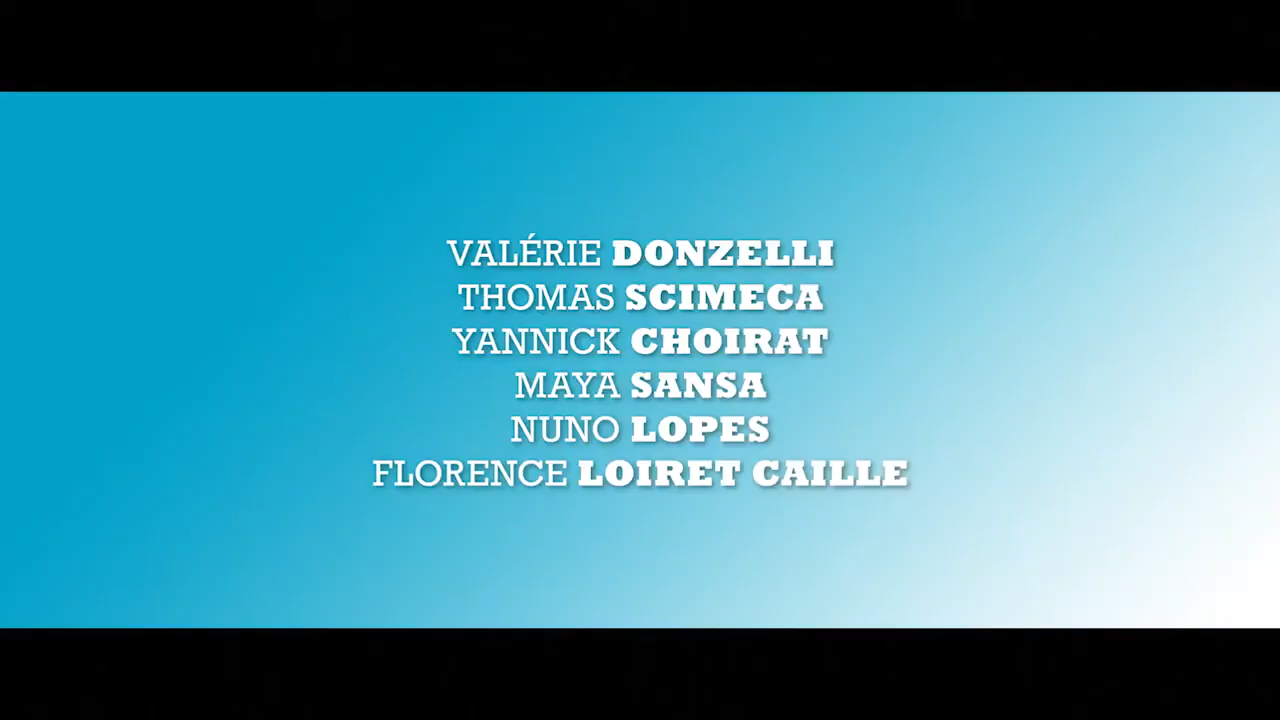 VALÉRIE DONZELLI
THOMAS SCIMECA
YANNICK CHOIRAT
MAYA SANSA
NUNO LOPES
FLORENCE LOIRET CAILLE